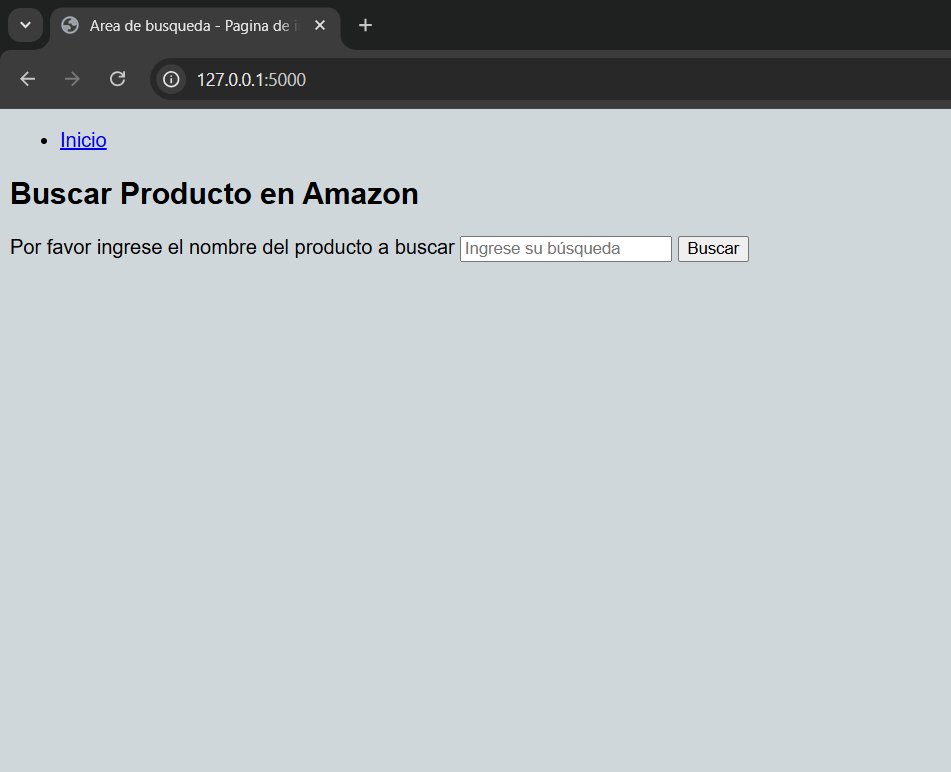 Area de busqueda - Pagina de
127.0.0.1:5000
Inicio
Buscar Producto en Amazon
Por favor ingrese el nombre del producto a buscar Ingrese su búsqueda Buscar